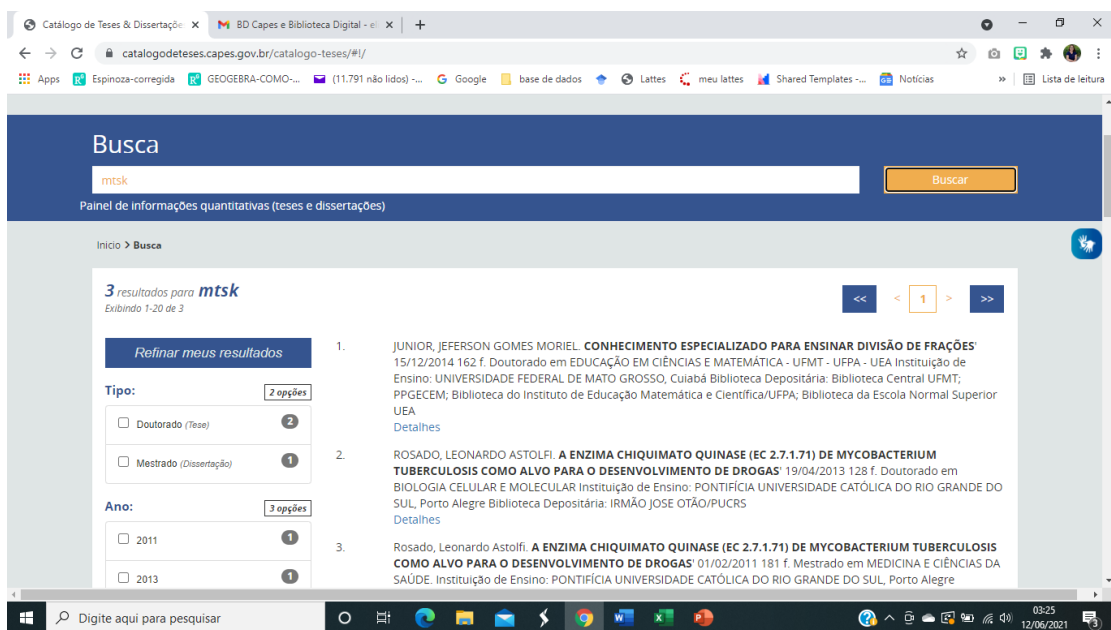 Catálogo de Teses & Dissertaçõe
BD Capes e Biblioteca Digital - el
catalogodeteses.capes.gov.br/catalogo-teses/#!/
Apps
Espinoza-corregida
GEOGEBRA-COMO-...
(11.791 não lidos) -...
Google
base de dados
Lattes
meu lattes
Shared Templates -...
Notícias
»
Lista de leitura
Busca
mtsk
Buscar
Painel de informações quantitativas (teses e dissertações)
Inicio > Busca
3 resultados para mtsk
Exibindo 1-20 de 3
<< < 1 > >>
Refinar meus resultados
Tipo: 2 opções
Doutorado (Tese) 2
Mestrado (Dissertação) 1
Ano: 3 opções
2011 1
2013 1
1. JUNIOR, JEFERSON GOMES MORIEL. CONHECIMENTO ESPECIALIZADO PARA ENSINAR DIVISÃO DE FRAÇÕES'
15/12/2014 162 f. Doutorado em EDUCAÇÃO EM CIÊNCIAS E MATEMÁTICA - UFMT - UFPA - UEA Instituição de
Ensino: UNIVERSIDADE FEDERAL DE MATO GROSSO, Cuiabá Biblioteca Depositária: Biblioteca Central UFMT;
PPGECEM; Biblioteca do Instituto de Educação Matemática e Científica/UFPA; Biblioteca da Escola Normal Superior
UEA
Detalhes
2. ROSADO, LEONARDO ASTOLFI. A ENZIMA CHIQUIMATO QUINASE (EC 2.7.1.71) DE MYCOBACTERIUM
TUBERCULOSIS COMO ALVO PARA O DESENVOLVIMENTO DE DROGAS' 19/04/2013 128 f. Doutorado em
BIOLOGIA CELULAR E MOLECULAR Instituição de Ensino: PONTIFÍCIA UNIVERSIDADE CATÓLICA DO RIO GRANDE DO
SUL, Porto Alegre Biblioteca Depositária: IRMÃO JOSE OTÃO/PUCRS
Detalhes
3. Rosado, Leonardo Astolfi. A ENZIMA CHIQUIMATO QUINASE (EC 2.7.1.71) DE MYCOBACTERIUM TUBERCULOSIS
COMO ALVO PARA O DESENVOLVIMENTO DE DROGAS' 01/02/2011 181 f. Mestrado em MEDICINA E CIÊNCIAS DA
SAÚDE. Instituição de Ensino: PONTIFÍCIA UNIVERSIDADE CATÓLICA DO RIO GRANDE DO SUL, Porto Alegre
Digite aqui para pesquisar
03:25
12/06/2021